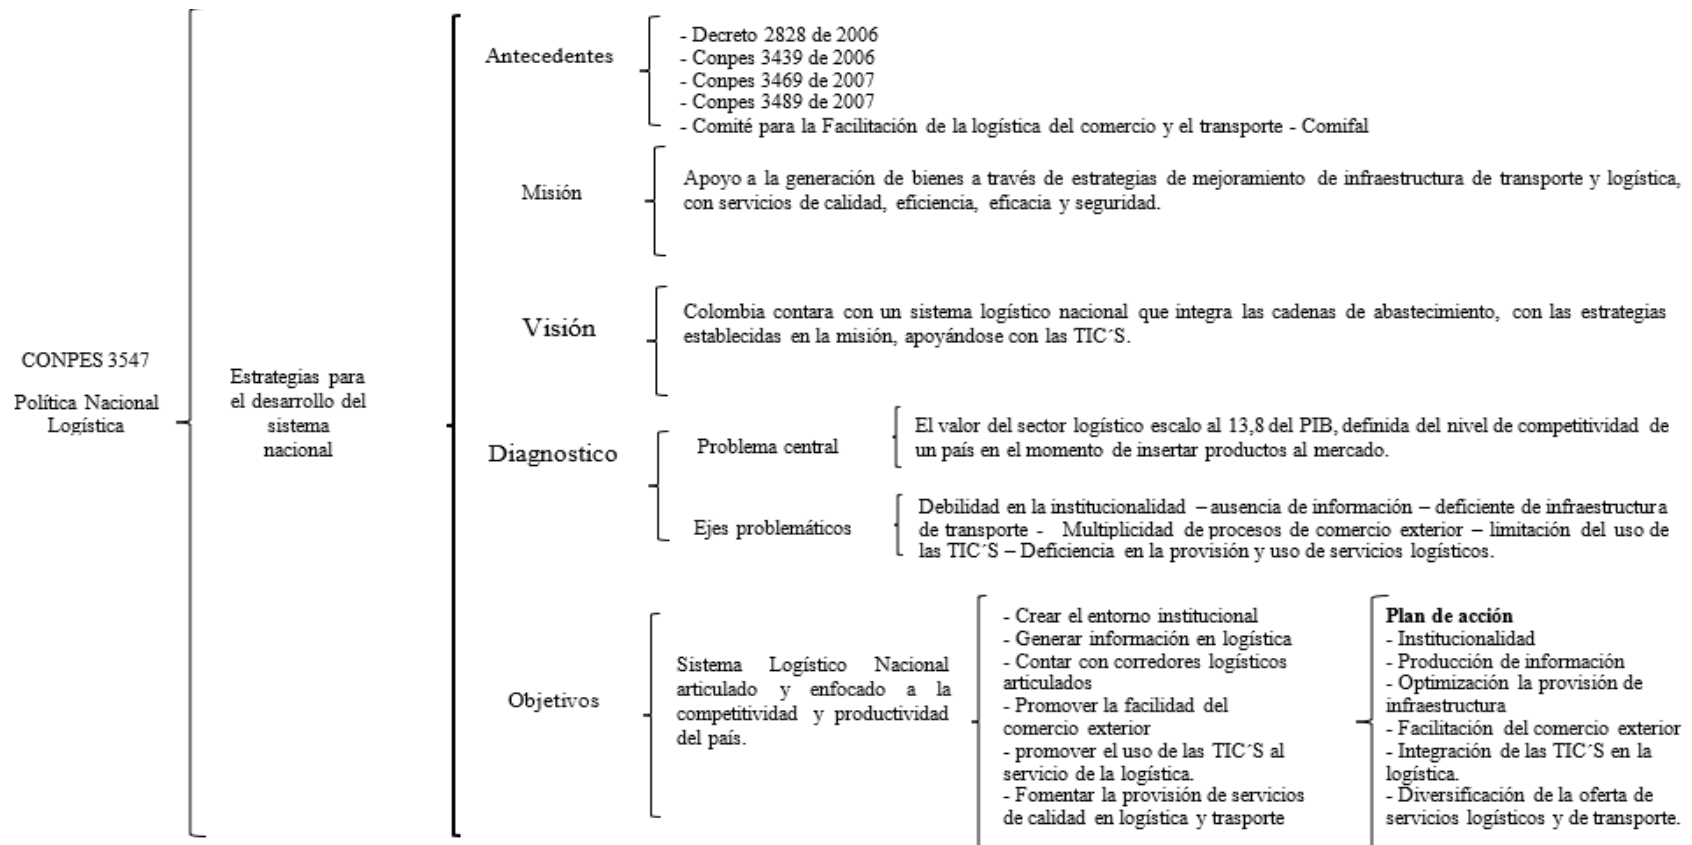 CONPES 3547
Política Nacional
Logística
Estrategias para
el desarrollo del
sistema
nacional
Antecedentes
- Decreto 2828 de 2006
- Conpes 3439 de 2006
- Conpes 3469 de 2007
- Conpes 3489 de 2007
- Comité para la Facilitación de la logística del comercio y el transporte - Comifal
Misión
Apoyo a la generación de bienes a través de estrategias de mejoramiento de infraestructura de transporte y logística,
con servicios de calidad, eficiencia, eficacia y seguridad.
Visión
Colombia contara con un sistema logístico nacional que integra las cadenas de abastecimiento, con las estrategias
establecidas en la misión, apoyándose con las TIC´S.
Diagnostico
Problema central
El valor del sector logístico escalo al 13,8 del PIB, definida del nivel de competitividad de
un país en el momento de insertar productos al mercado.
Ejes problemáticos
Debilidad en la institucionalidad – ausencia de información – deficiente de infraestructura
de transporte - Multiplicidad de procesos de comercio exterior – limitación del uso de
las TIC´S – Deficiencia en la provisión y uso de servicios logísticos.
Objetivos
Sistema Logístico Nacional
articulado y enfocado a la
competitividad y productividad
del país.
- Crear el entorno institucional
- Generar información en logística
- Contar con corredores logísticos
articulados
- Promover la facilidad del
comercio exterior
- promover el uso de las TIC´S al
servicio de la logística.
- Fomentar la provisión de servicios
de calidad en logística y trasporte
Plan de acción
- Institucionalidad
- Producción de información
- Optimización la provisión de
infraestructura
- Facilitación del comercio exterior
- Integración de las TIC´S en la
logística.
- Diversificación de la oferta de
servicios logísticos y de transporte.